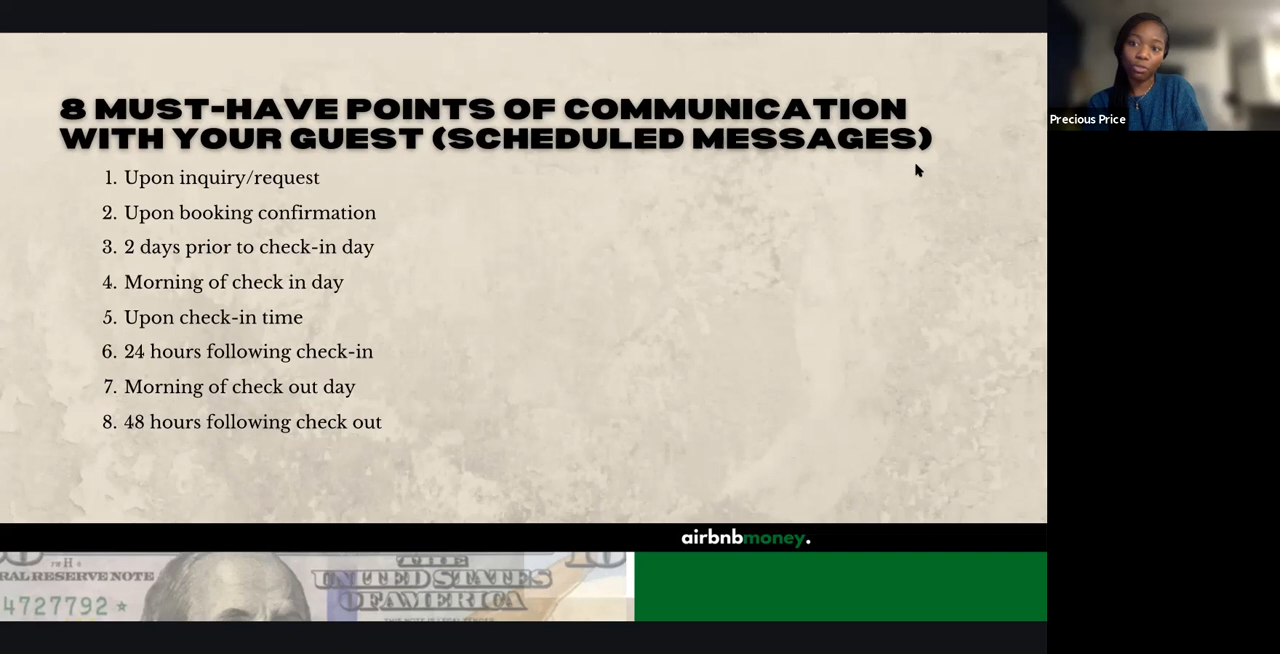 8 MUST-HAVE POINTS OF COMMUNICATION
WITH YOUR GUEST (SCHEDULED MESSAGES)
1. Upon inquiry/request
2. Upon booking confirmation
3. 2 days prior to check-in day
4. Morning of check in day
5. Upon check-in time
6. 24 hours following check-in
7. Morning of check out day
8. 48 hours following check out
Precious Price
airbnbmoney.
RAL RESERVE NOTE
4727792
THE
UNITED STATES
OF AMERICA